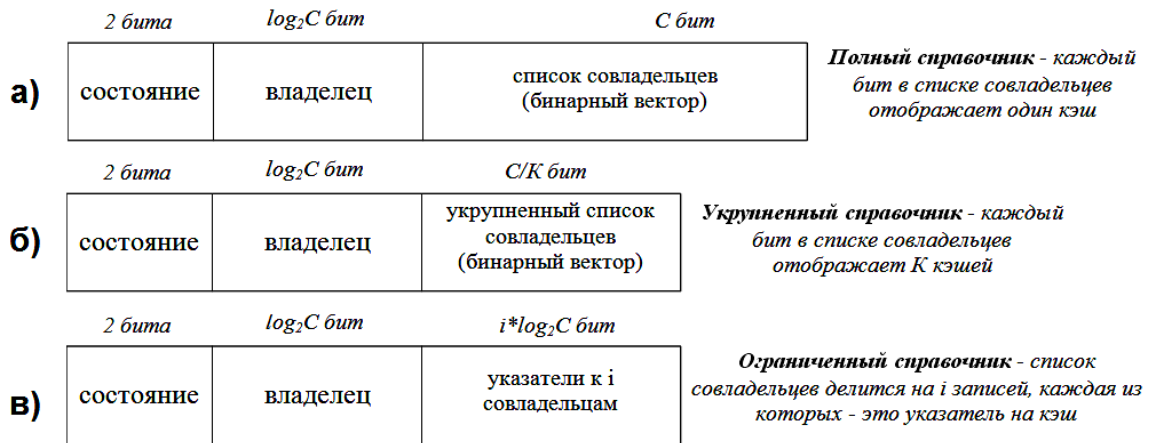 2 бита log₂C бит C бит
а)
состояние
владелец
список совладельцев
(бинарный вектор)
Полный справочник - каждый
бит в списке совладельцев
отображает один кэш
2 бита log₂C бит C/K бит
б)
состояние
владелец
укрупненный список
совладельцев
(бинарный вектор)
Укрупненный справочник - каждый
бит в списке совладельцев
отображает К кэшей
2 бита log₂C бит i*log₂C бит
в)
состояние
владелец
указатели к i
совладельцам
Ограниченный справочник - список
совладельцев делится на i записей, каждая из
которых - это указатель на кэш